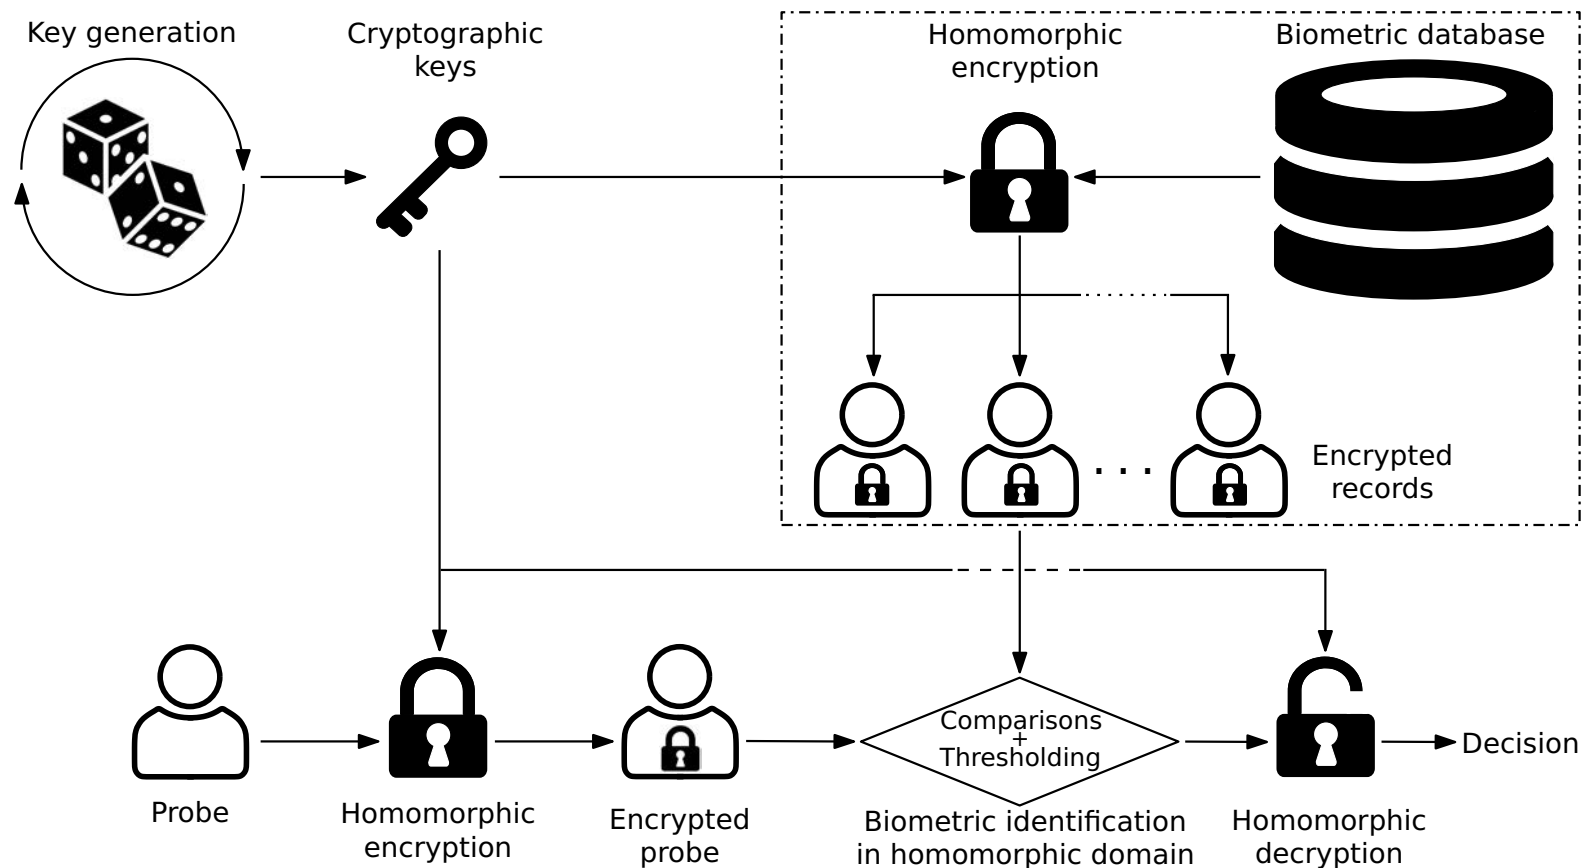 Key generation
Cryptographic
keys
Homomorphic
encryption
Biometric database
Encrypted
records
. . .
Comparisons
+
Thresholding
Decision
Probe
Homomorphic
encryption
Encrypted
probe
Biometric identification
in homomorphic domain
Homomorphic
decryption